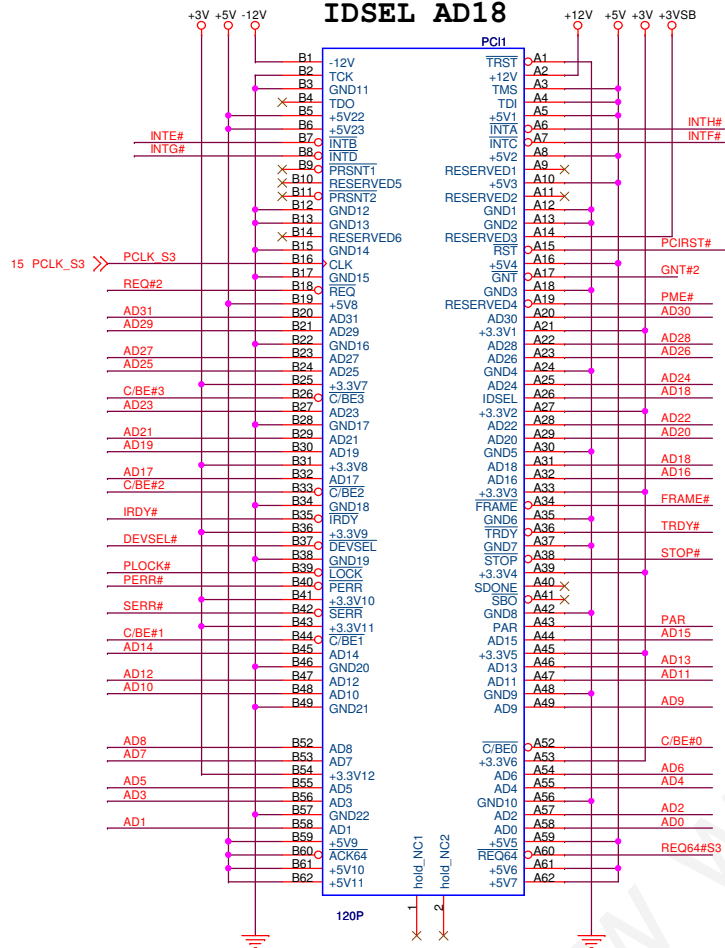 IDSEL AD18
+3V +5V -12V +12V +5V +3V +3VSB
PCI1
B1 -12V TRST A1
B2 TCK +12V A2
B3 GND11 TMS A3
B4 TDO TDI A4
B5 +5V22 +5V1 A5
B6 +5V23 INTA A6 INTH#
INTE# B7 INTB INTC A7 INTF#
INTG# B8 INTD +5V2 A8
B9 PRSNT1 RESERVED1 A9
B10 RESERVED5 +5V3 A10
B11 PRSNT2 RESERVED2 A11
B12 GND12 GND1 A12
B13 GND13 GND2 A13
B14 RESERVED6 RESERVED3 A14
B15 GND14 RST A15 PCIRST#
15 PCLK_S3 PCLK_S3 B16 CLK +5V4 A16
B17 GND15 GNT A17 GNT#2
REQ#2 B18 REQ GND3 A18
B19 +5V8 RESERVED4 A19 PME#
AD31 B20 AD31 AD30 A20 AD30
AD29 B21 AD29 +3.3V1 A21
B22 GND16 AD28 A22 AD28
AD27 B23 AD27 AD26 A23 AD26
AD25 B24 AD25 GND4 A24
B25 +3.3V7 AD24 A25 AD24
C/BE#3 B26 C/BE3 IDSEL A26 AD18
AD23 B27 AD23 +3.3V2 A27
B28 GND17 AD22 A28 AD22
AD21 B29 AD21 AD20 A29 AD20
AD19 B30 AD19 GND5 A30
B31 +3.3V8 AD18 A31 AD18
AD17 B32 AD17 AD16 A32 AD16
C/BE#2 B33 C/BE2 +3.3V3 A33
B34 GND18 FRAME A34 FRAME#
IRDY# B35 IRDY GND6 A35
B36 +3.3V9 TRDY A36 TRDY#
DEVSEL# B37 DEVSEL GND7 A37
B38 GND19 STOP A38 STOP#
PLOCK# B39 LOCK +3.3V4 A39
PERR# B40 PERR SDONE A40
B41 +3.3V10 SBO A41
SERR# B42 SERR GND8 A42
B43 +3.3V11 PAR A43 PAR
C/BE#1 B44 C/BE1 AD15 A44 AD15
AD14 B45 AD14 +3.3V5 A45
B46 GND20 AD13 A46 AD13
AD12 B47 AD12 AD11 A47 AD11
AD10 B48 AD10 GND9 A48
B49 GND21 AD9 A49 AD9
AD8 B52 AD8 C/BE0 A52 C/BE#0
AD7 B53 AD7 +3.3V6 A53
B54 +3.3V12 AD6 A54 AD6
AD5 B55 AD5 AD4 A55 AD4
AD3 B56 AD3 GND10 A56
B57 GND22 AD2 A57 AD2
AD1 B58 AD1 AD0 A58 AD0
B59 +5V9 +5V5 A59
B60 ACK64 REQ64 A60 REQ64#S3
B61 +5V10 +5V6 A61
B62 +5V11 +5V7 A62
hold_NC1 hold_NC2
120P
1 2